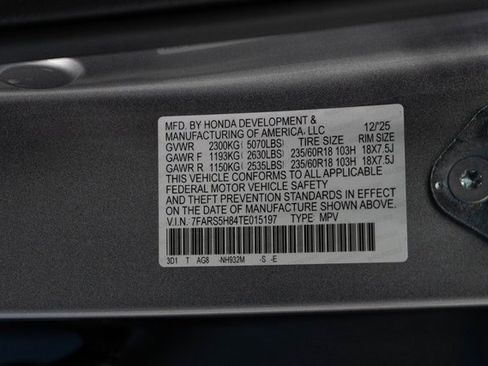 MFD. BY HONDA DEVELOPMENT & 12/'25
MANUFACTURING OF AMERICA, LLC
GVWR 2300KG( 5070LBS) TIRE SIZE RIM SIZE
GAWR F 1193KG( 2630LBS) 235/60R18 103H 18X7.5J
GAWR R 1150KG( 2535LBS) 235/60R18 103H 18X7.5J
THIS VEHICLE CONFORMS TO ALL APPLICABLE
FEDERAL MOTOR VEHICLE SAFETY
AND THEFT PREVENTION STANDARDS IN EFFECT
ON THE DATE OF MANUFACTURE SHOWN ABOVE.
V.I.N.: 7FARS5H84TE015197 TYPE: MPV
3D1 T AG8 -NH932M -S -E